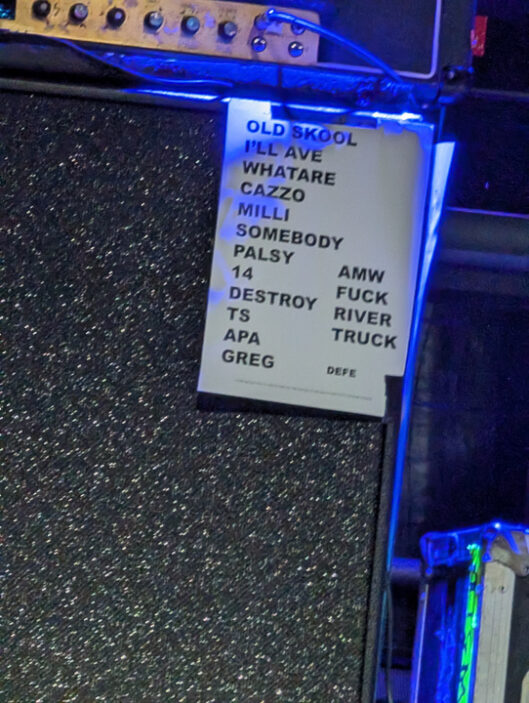 OLD SKOOL
I'LL AVE
WHATARE
CAZZO
MILLI
SOMEBODY
PALSY
14
DESTROY
TS
APA
GREG
AMW
FUCK
RIVER
TRUCK
DEFE